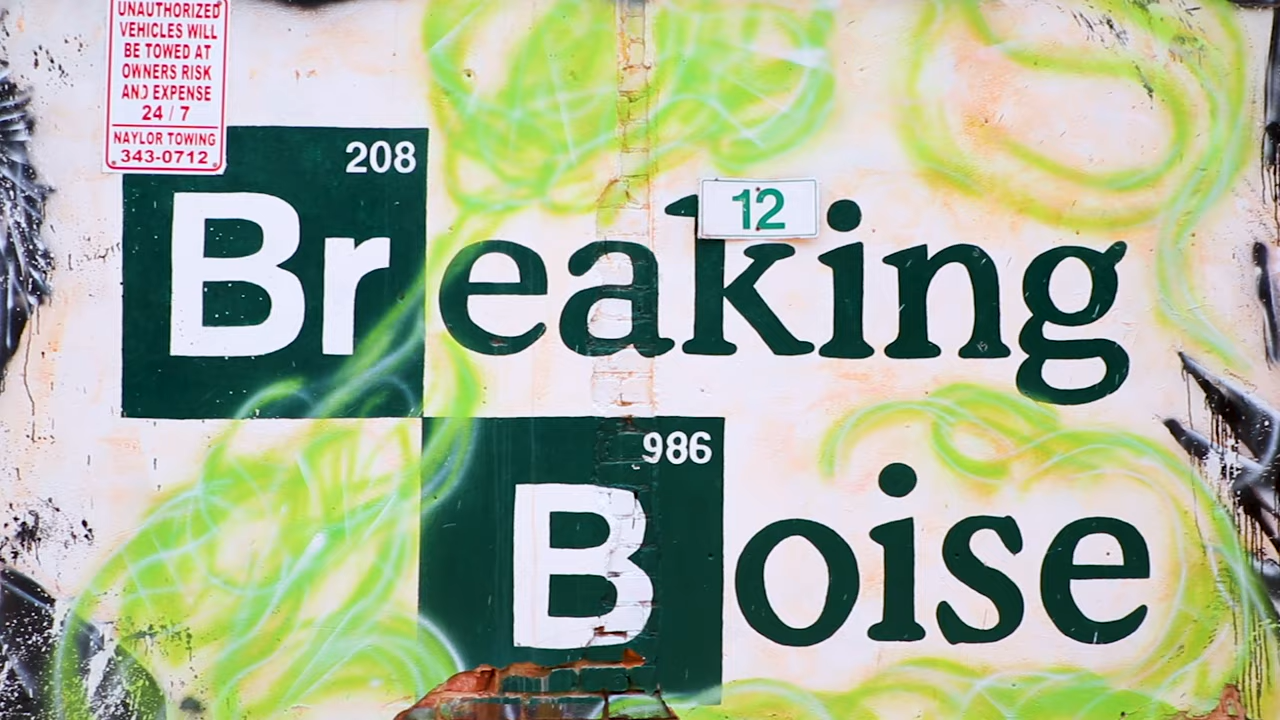 UNAUTHORIZED
VEHICLES WILL
BE TOWED AT
OWNERS RISK
AND EXPENSE
24 / 7
NAYLOR TOWING
343-0712
208
12
Breaking
986
Boise